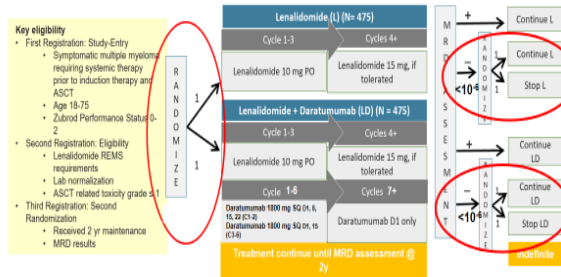 Key eligibility
• First Registration: Study-Entry
• Symptomatic multiple myeloma
requiring systemic therapy
prior to induction therapy and
ASCT
• Age 18-75
• Zubrod Performance Status 0-
2
• Second Registration: Eligibility
• Lenalidomide REMS
requirements
• Lab normalization
• ASCT related toxicity grade ≤ 1
• Third Registration: Second
Randomization
• Received 2 yr maintenance
• MRD results
RANDOMIZE
1
1
Lenalidomide (L) (N= 475)
Cycle 1-3
Cycles 4+
Lenalidomide 10 mg PO
Lenalidomide 15 mg, if
tolerated
Lenalidomide + Daratumumab (LD) (N = 475)
Cycle 1-3
Cycles 4+
Lenalidomide 10 mg PO
Lenalidomide 15 mg, if
tolerated
Cycle 1-6
Cycles 7+
Daratumumab 1800 mg SQ D1, 8,
15, 22 (C1-2)
Daratumumab 1800 mg SQ D1, 15
(C3-6)
Daratumumab D1 only
Treatment continue until MRD assessment @
2y
MRD ASSESSMENT
+
Continue L
−
<10-6
RANDOMIZE
1
1
Continue L
Stop L
+
Continue
LD
−
<10-6
RANDOMIZE
1
1
Continue
LD
Stop LD
Indefinite